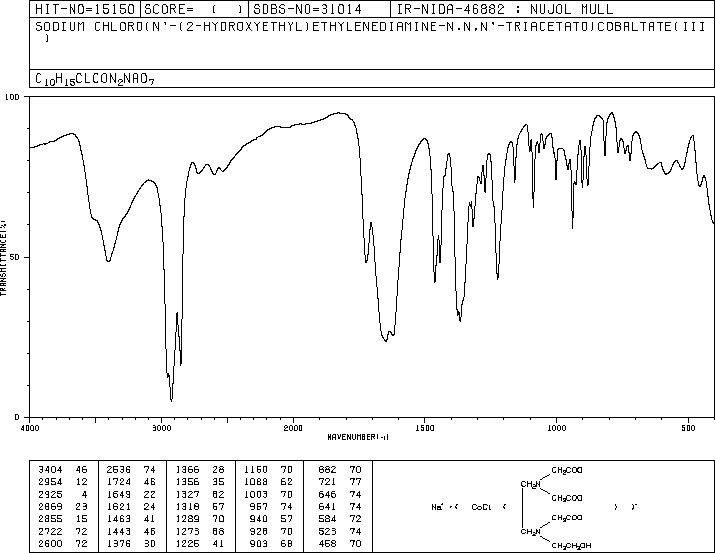 HIT-NO=15150 SCORE= ( ) SDBS-NO=31014 IR-NIDA-46882 : NUJOL MULL
SODIUM CHLORO(N'-(2-HYDROXYETHYL)ETHYLENEDIAMINE-N,N,N'-TRIACETATO)COBALTATE(III
)
C10H15CLCON2NAO7
100
50
0
TRANSMITTANCE(%)
4000 3000 2000 1500 1000 500
WAVENUMBER(-1)
3404 46 2536 74 1366 28 1160 70 882 70
2954 12 1724 46 1356 35 1088 62 721 77
2925 4 1649 22 1327 62 1003 70 646 74
2869 23 1621 24 1318 57 957 74 641 74
2855 15 1463 41 1289 70 940 57 584 72
2722 72 1443 46 1273 68 928 70 523 74
2600 72 1376 30 1225 41 903 68 458 70
CH2COO
CH2N
CH2COO
Na+ ( CoCl ( ) )-
CH2COO
CH2N
CH2CH2OH